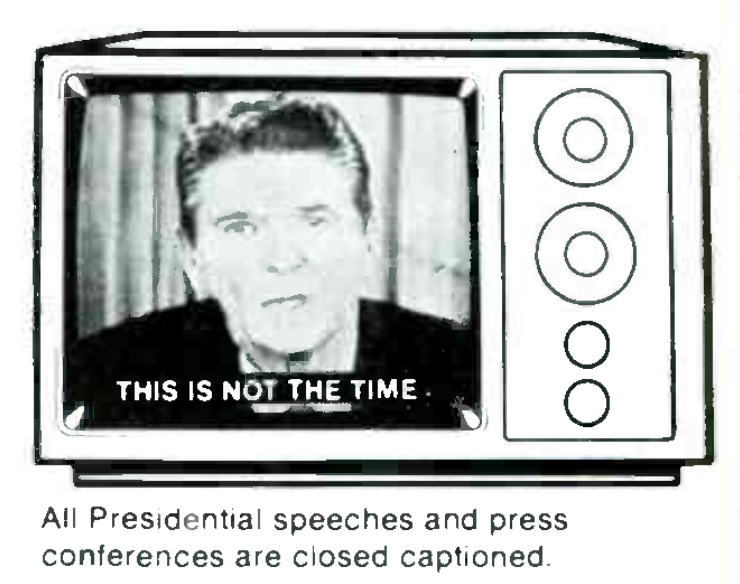 THIS IS NOT THE TIME
All Presidential speeches and press
conferences are closed captioned.